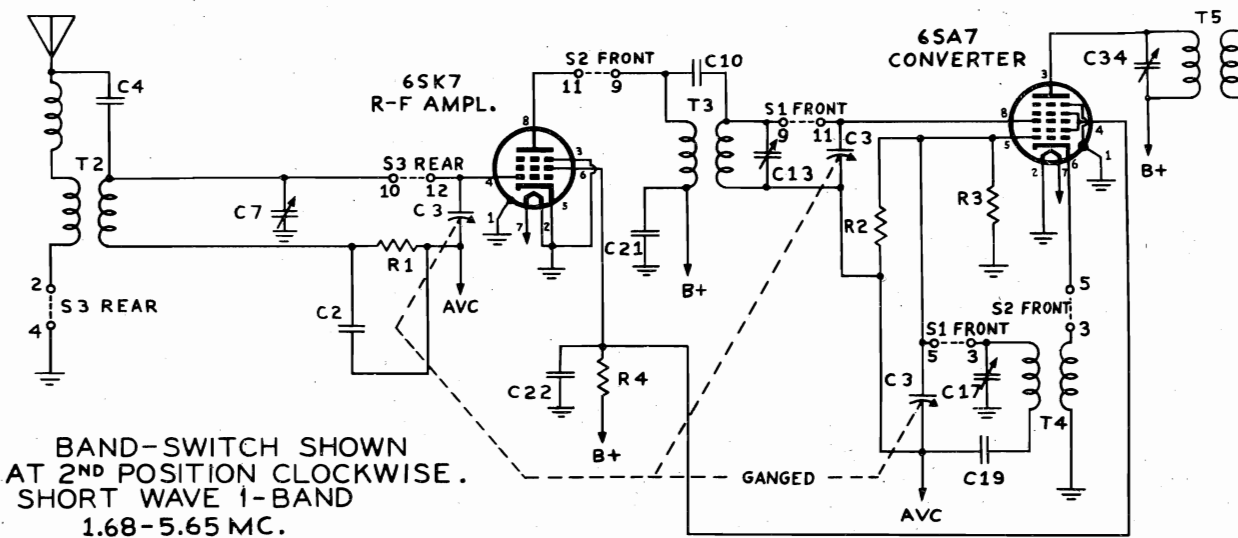 T5
C4
S2 FRONT
C10
6SA7
CONVERTER
C34
11 9
3
6SK7
R-F AMPL.
T3
S1 FRONT
9 11
C3
8
5
4
1
2
7
6
B+
8
3
6
4
5
1
7
2
T2
S3 REAR
10 12
C3
C7
C13
R2
R3
C21
R1
AVC
B+
2
S3 REAR
4
C2
5
S2 FRONT
3
S1 FRONT
5 3
C3
C17
T4
C22
R4
B+
C19
GANGED
AVC
BAND-SWITCH SHOWN
AT 2ND POSITION CLOCKWISE.
SHORT WAVE 1-BAND
1.68-5.65 MC.